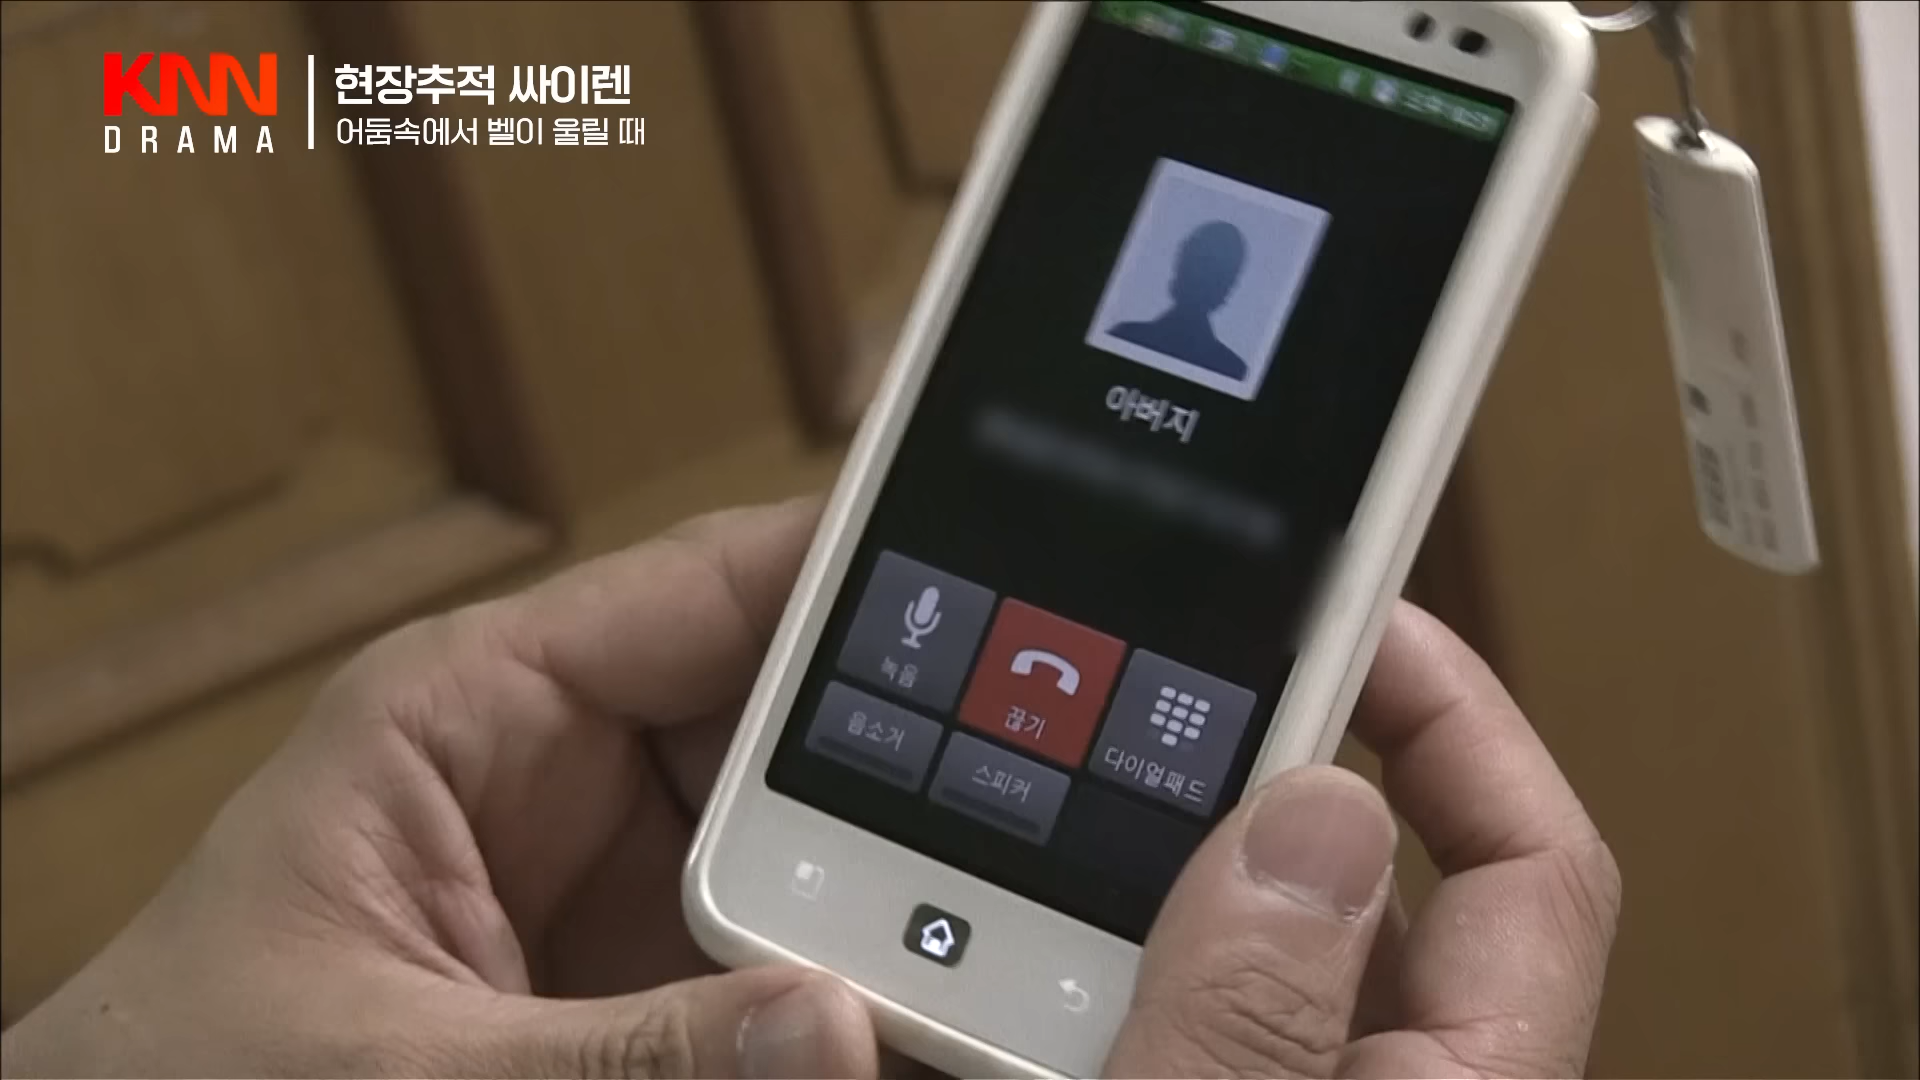 KNN
DRAMA
현장추적 싸이렌
어둠속에서 벨이 울릴 때
아버지
녹음
끊기
다이얼패드
음소거
스피커